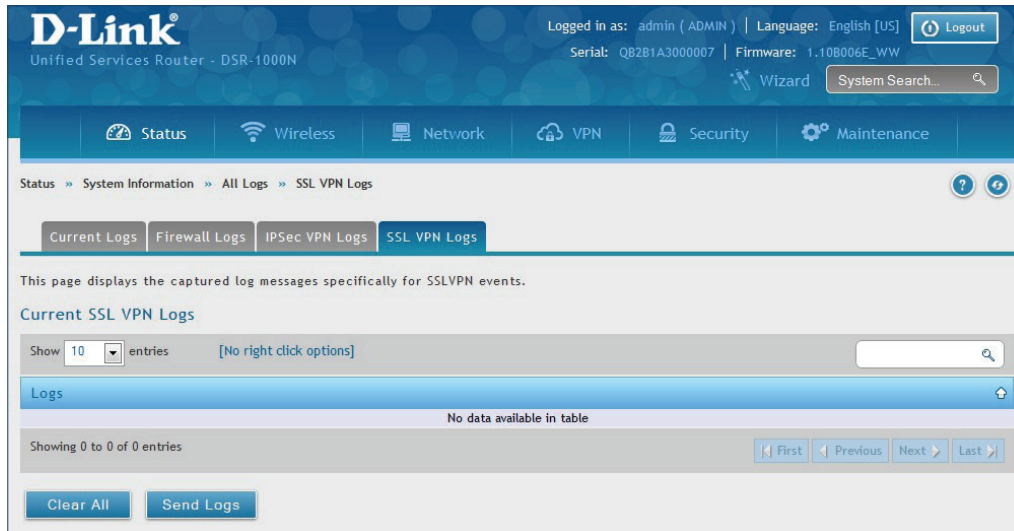 D-Link®
Unified Services Router - DSR-1000N
Logged in as: admin ( ADMIN ) | Language: English [US]
Logout
Serial: QB2B1A3000007 | Firmware: 1.10B006E_WW
Wizard
System Search...
Status
Wireless
Network
VPN
Security
Maintenance
Status » System Information » All Logs » SSL VPN Logs
?
Current Logs
Firewall Logs
IPSec VPN Logs
SSL VPN Logs
This page displays the captured log messages specifically for SSLVPN events.
Current SSL VPN Logs
Show 10 entries
[No right click options]
Logs
No data available in table
Showing 0 to 0 of 0 entries
First
Previous
Next
Last
Clear All
Send Logs